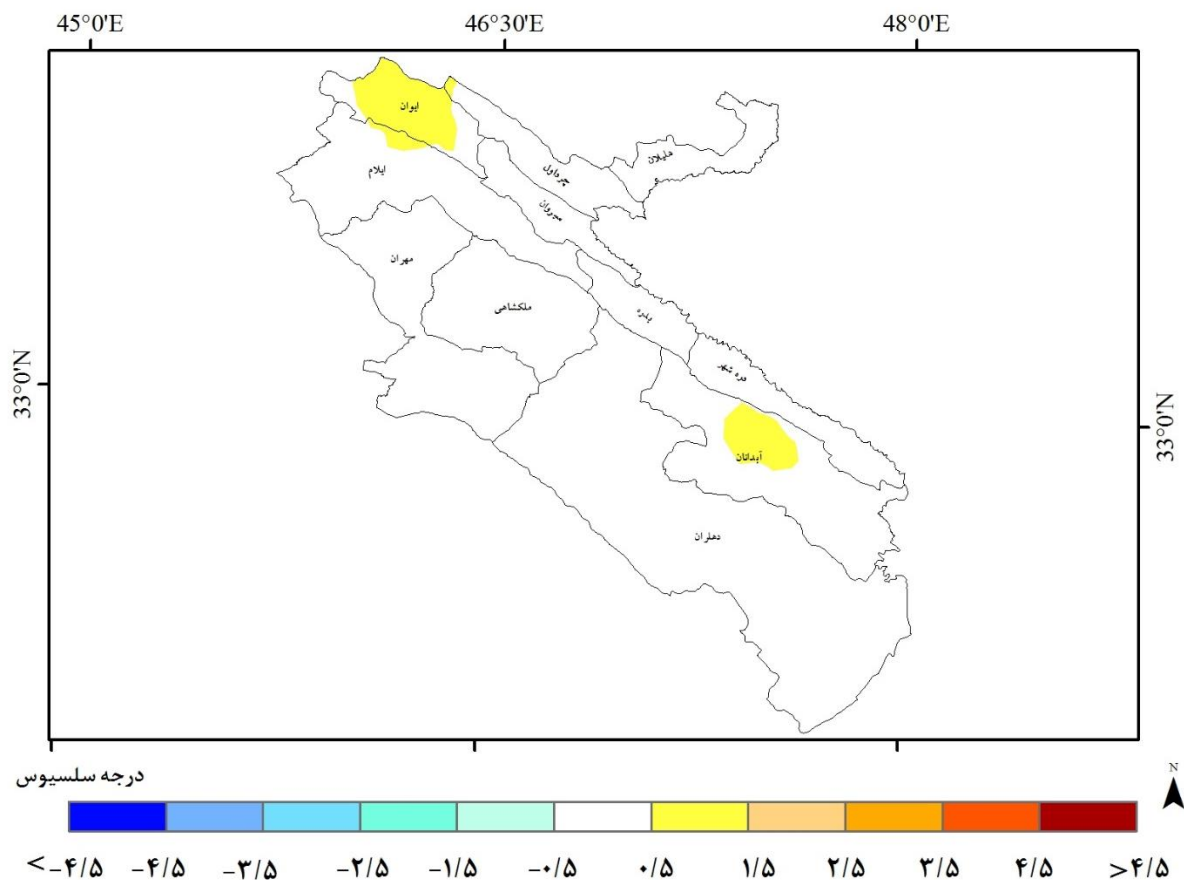 45°0'E 46°30'E 48°0'E
ایوان
هلیلان
ایلام
چرداول
سیروان
مهران
ملکشاهی
بدره
دره شهر
33°0'N
33°0'N
آبدانان
دهلران
درجه سلسیوس
N
<-۴/۵ -۴/۵ -۳/۵ -۲/۵ -۱/۵ -۰/۵ ۰/۵ ۱/۵ ۲/۵ ۳/۵ ۴/۵ >۴/۵